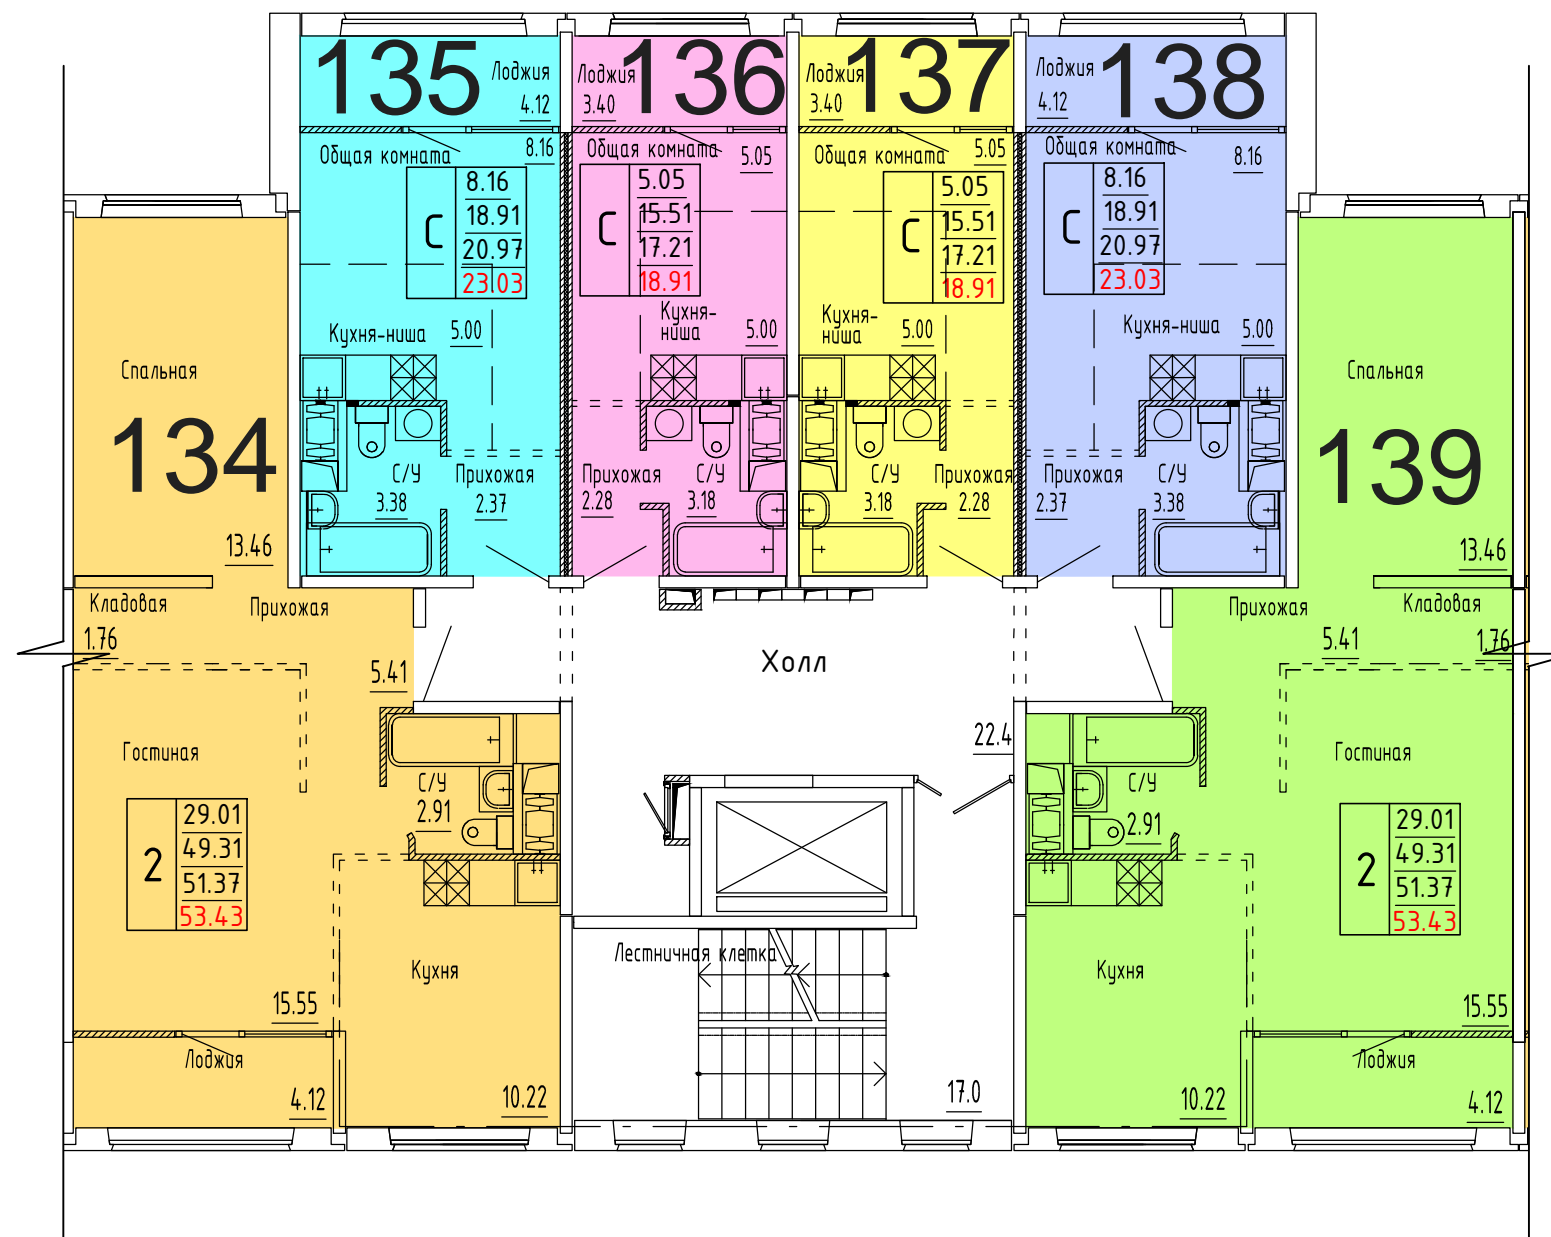 135
Лоджия
4.12
Общая комната
8.16
С
8.16
18.91
20.97
23.03
Кухня-ниша
5.00
С/У
3.38
Прихожая
2.37
Лоджия
3.40
136
Общая комната
5.05
С
5.05
15.51
17.21
18.91
Кухня-
ниша
5.00
Прихожая
2.28
С/У
3.18
Лоджия
3.40
137
Общая комната
5.05
С
5.05
15.51
17.21
18.91
Кухня-
ниша
5.00
С/У
3.18
Прихожая
2.28
Лоджия
4.12
138
Общая комната
8.16
С
8.16
18.91
20.97
23.03
Кухня-ниша
5.00
Прихожая
2.37
С/У
3.38
Спальная
134
13.46
Кладовая
1.76
Прихожая
5.41
Гостиная
С/У
2.91
2
29.01
49.31
51.37
53.43
15.55
Кухня
Лоджия
4.12
10.22
Холл
22.4
Лестничная клетка
17.0
Спальная
139
13.46
Прихожая
5.41
Кладовая
1.76
Гостиная
С/У
2.91
2
29.01
49.31
51.37
53.43
15.55
Кухня
Лоджия
10.22
4.12